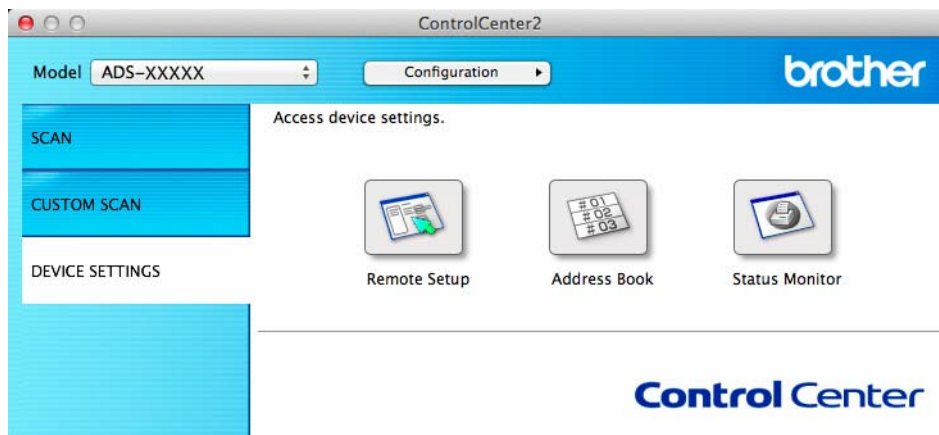 ControlCenter2
Model ADS-XXXXX Configuration brother
SCAN
CUSTOM SCAN
DEVICE SETTINGS
Access device settings.
#01
#02
#03
Remote Setup Address Book Status Monitor
Control Center